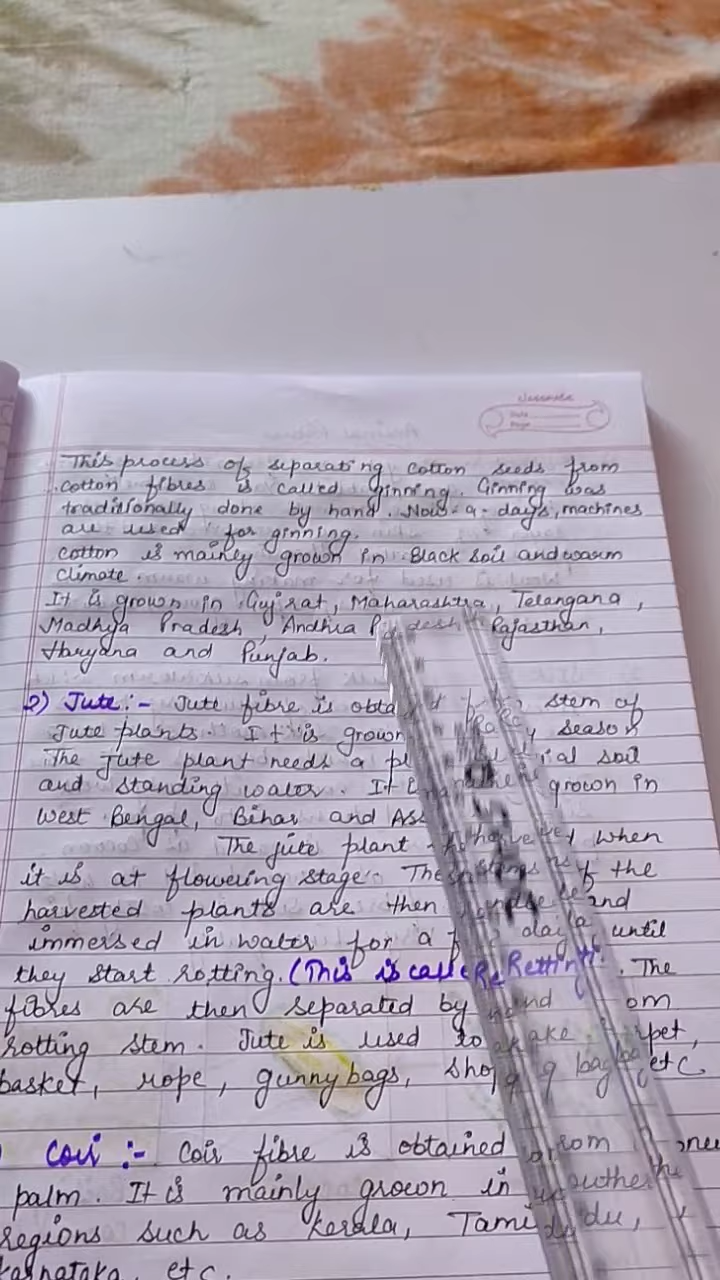 classmate
Date
Page
This process of separating cotton seeds from
cotton fibres is called ginning. Ginning was
traditionally done by hand. Now-a-days, machines
are used for ginning.
Cotton is mainly grown in Black soil and warm
climate.
It is grown in Gujrat, Maharashtra, Telangana,
Madhya Pradesh, Andhra Rajasthan,
Haryana and Punjab.
2) Jute :- Jute fibre is stem of
Jute plants. It is grown season
The Jute plant needs a soil
and standing water. It grown in
West Bengal, Bihar and
The jute plant when
it is at flowering stage. The the
harvested plants are then and
immersed in water for a until
they start rotting. (This is The
fibres are then separated by
rotting stem. Jute is used to
basket, rope, gunny bags, etc.
Coir :- Coir fibre is obtained
palm. It is mainly grown in
regions such as Kerala,
Karnataka, etc.